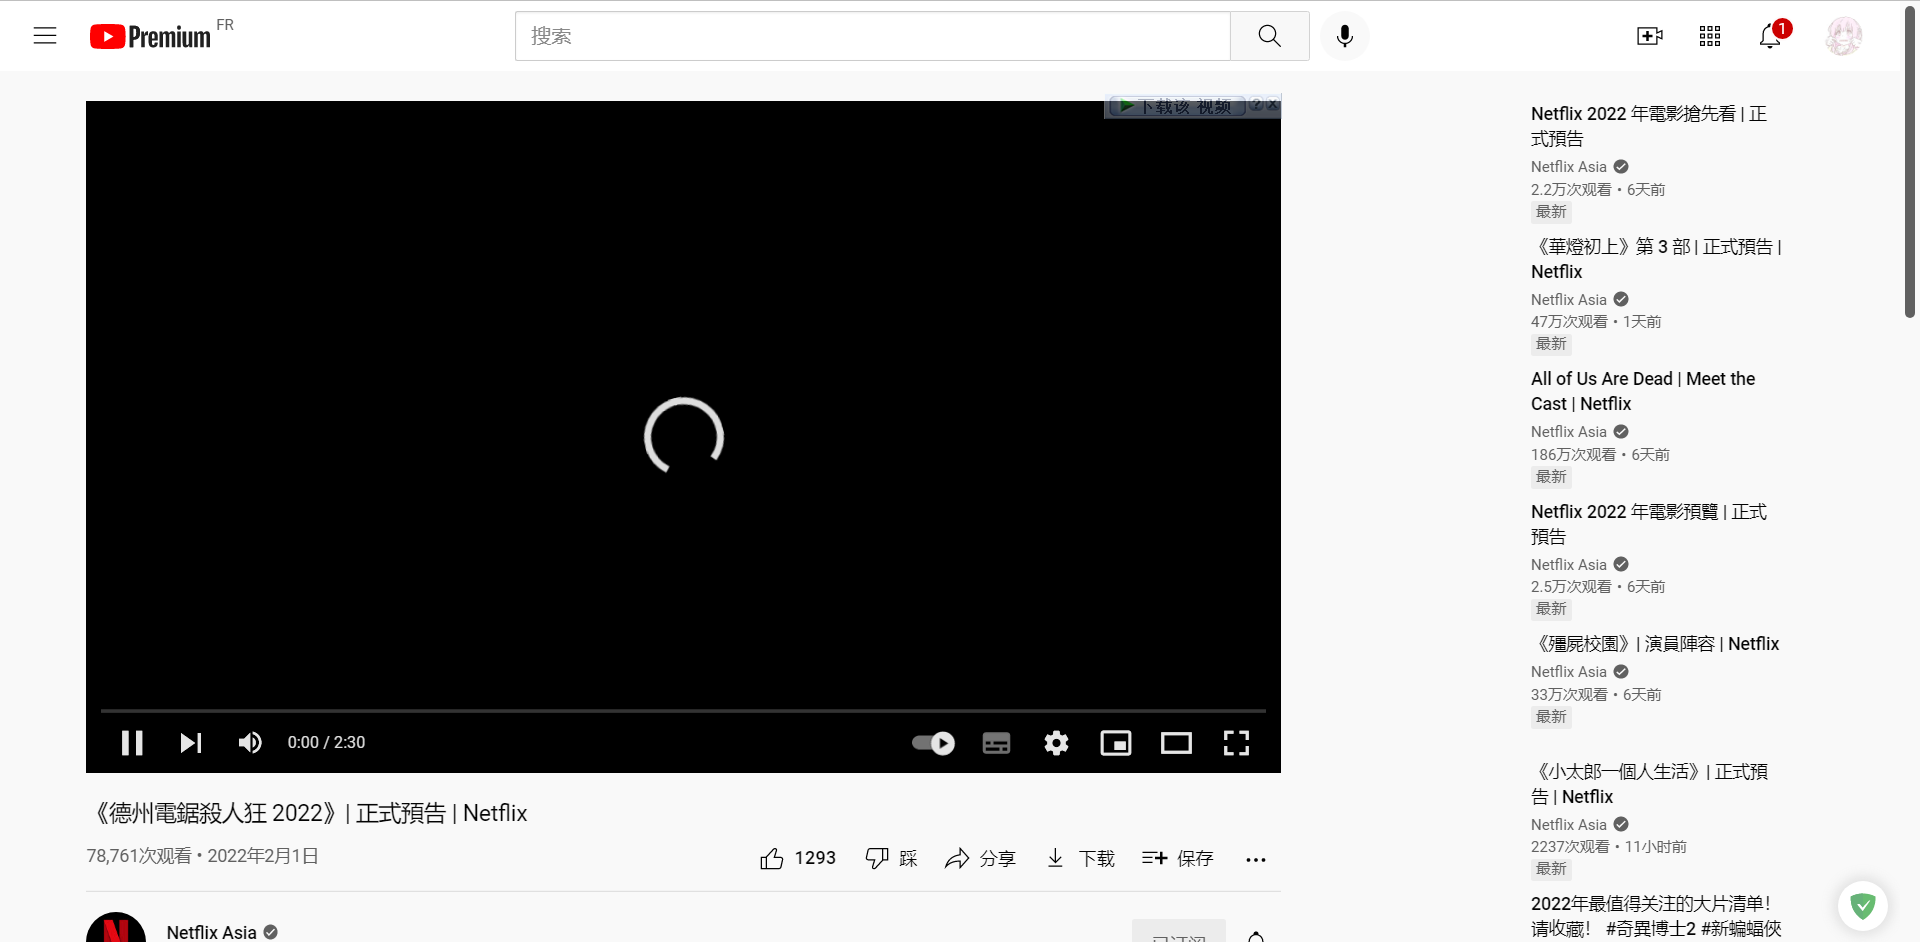 Premium FR
搜索
1
下载该 视频
0:00 / 2:30
《德州電鋸殺人狂 2022》| 正式預告 | Netflix
78,761次观看 • 2022年2月1日
1293
踩
分享
下载
保存
Netflix Asia
已订阅
Netflix 2022 年電影搶先看 | 正
式預告
Netflix Asia
2.2万次观看 • 6天前
最新
《華燈初上》第 3 部 | 正式預告 |
Netflix
Netflix Asia
47万次观看 • 1天前
最新
All of Us Are Dead | Meet the
Cast | Netflix
Netflix Asia
186万次观看 • 6天前
最新
Netflix 2022 年電影預覽 | 正式
預告
Netflix Asia
2.5万次观看 • 6天前
最新
《殭屍校園》| 演員陣容 | Netflix
Netflix Asia
33万次观看 • 6天前
最新
《小太郎一個人生活》| 正式預
告 | Netflix
Netflix Asia
2237次观看 • 11小时前
最新
2022年最值得关注的大片清单！
请收藏！ #奇異博士2 #新蝙蝠俠